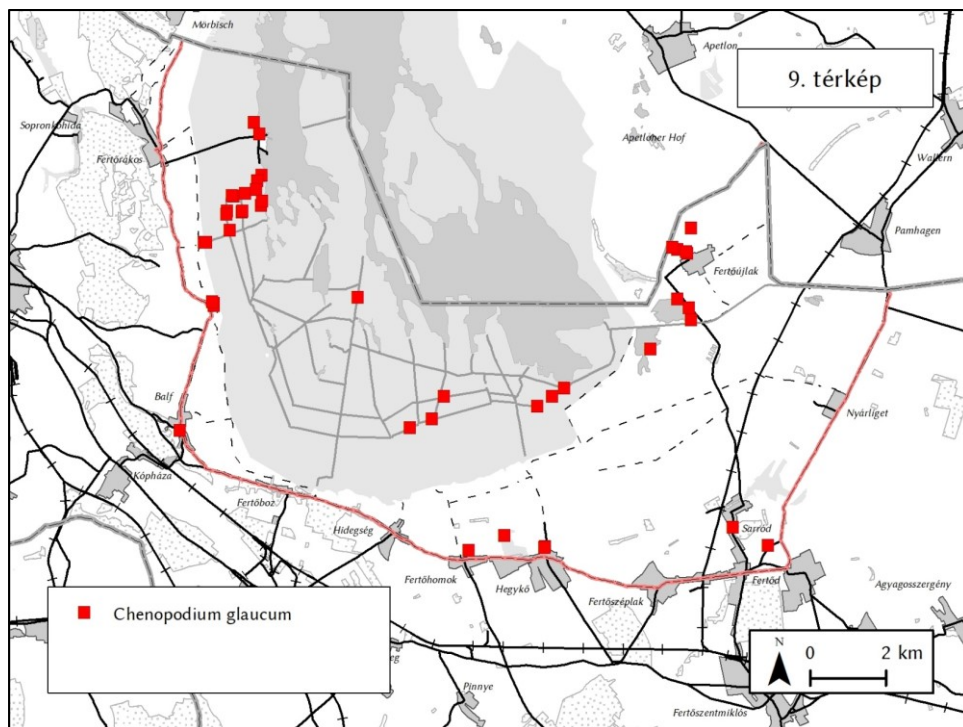 Mörbisch
Apetlon
9. térkép
Sopronkőhida
Fertőrákos
Apetloner Hof
Wallern
Pamhagen
Fertőújlak
Balf
Nyárliget
Kópháza
Fertőboz
Hidegség
Sarród
Fertőhomok
Hegykő
Fertőszéplak
Fertőd
Agyagosszergény
Chenopodium glaucum
N
0 2 km
Pinnye
Fertőszentmiklós